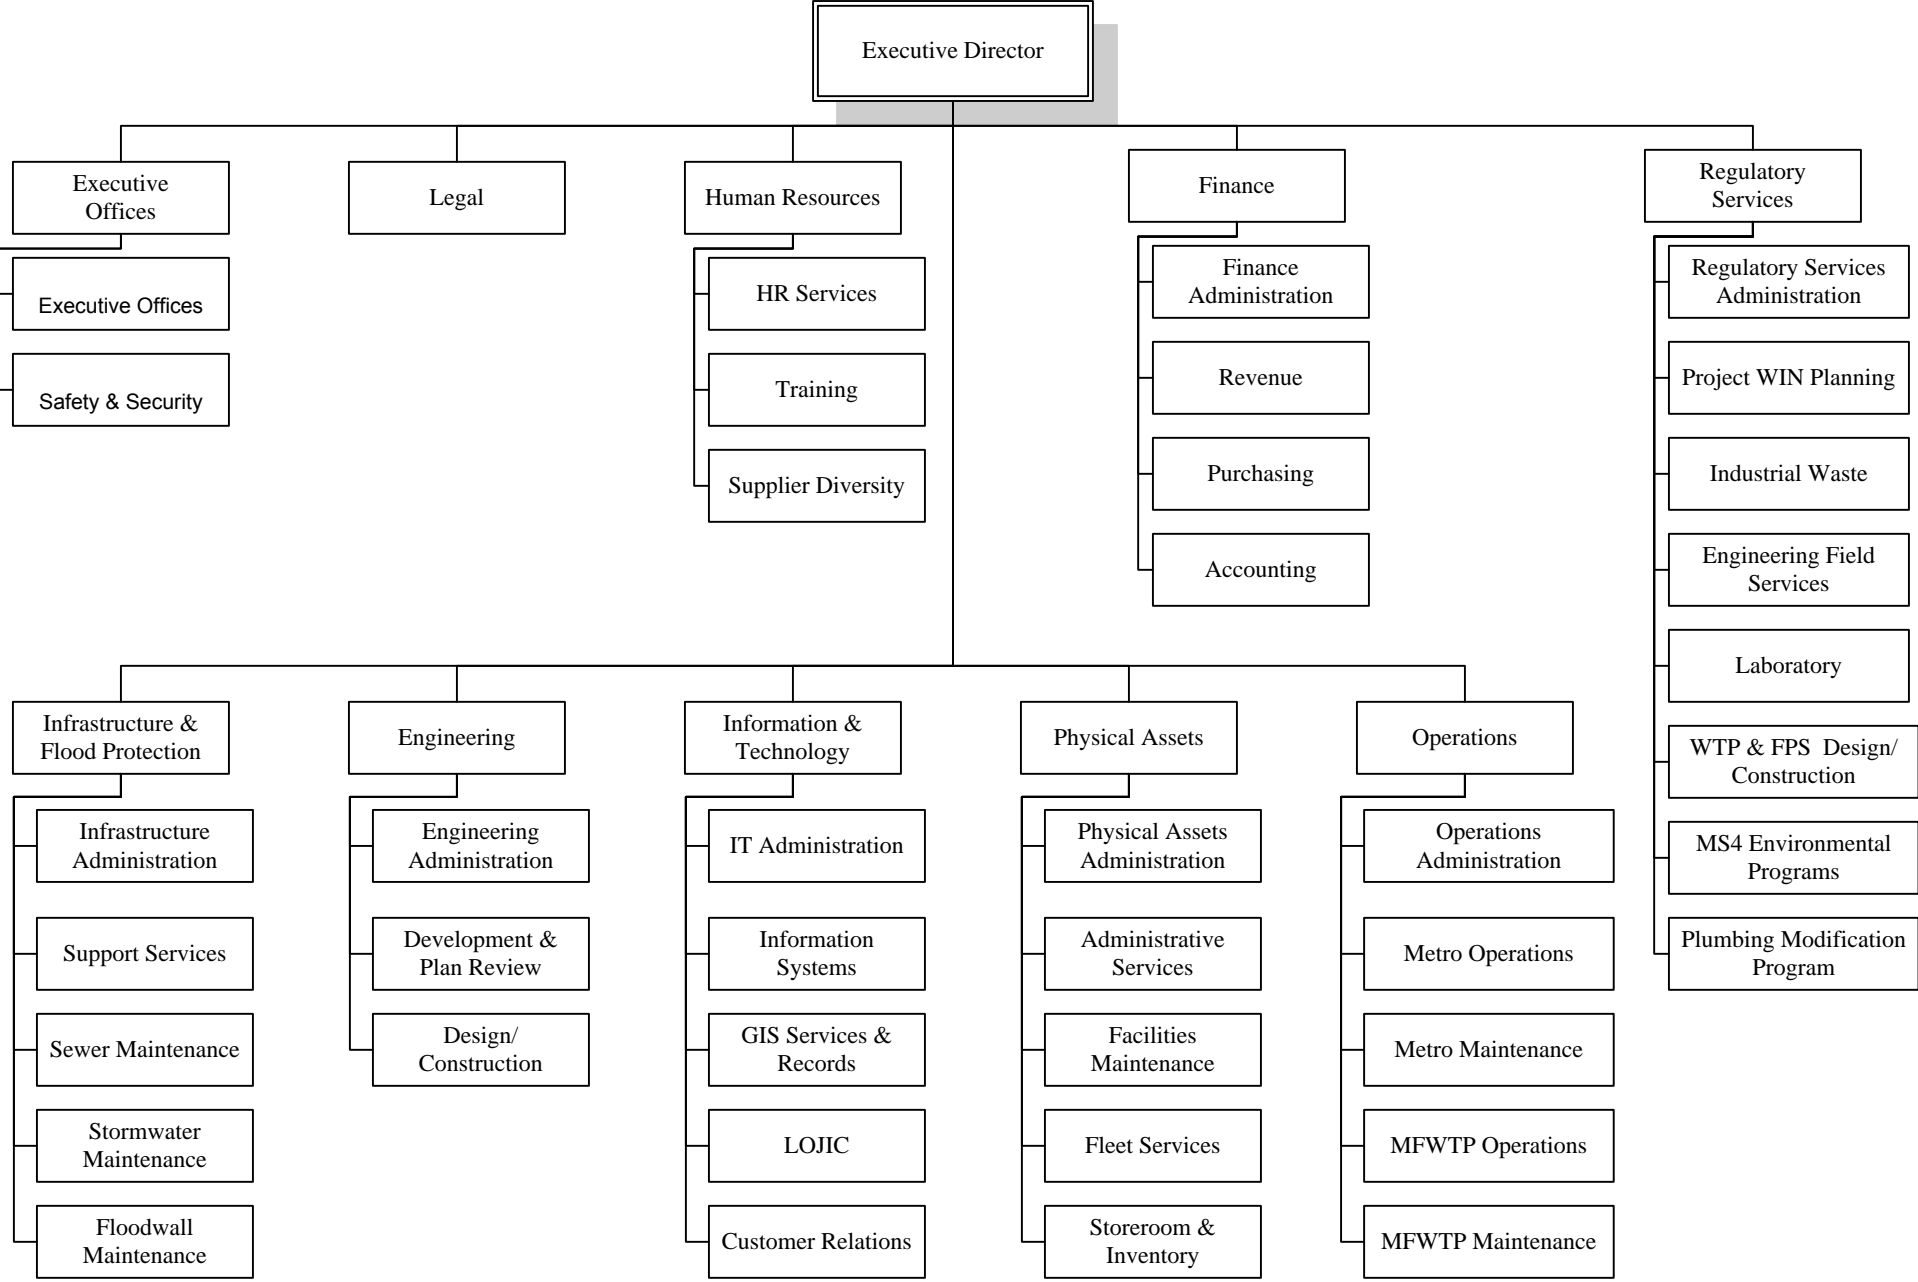 Executive Director
Executive
Offices
Legal
Human Resources
Finance
Regulatory
Services
Executive Offices
Safety & Security
HR Services
Training
Supplier Diversity
Finance
Administration
Revenue
Purchasing
Accounting
Regulatory Services
Administration
Project WIN Planning
Industrial Waste
Engineering Field
Services
Laboratory
WTP & FPS Design/
Construction
MS4 Environmental
Programs
Plumbing Modification
Program
Infrastructure &
Flood Protection
Infrastructure
Administration
Support Services
Sewer Maintenance
Stormwater
Maintenance
Floodwall
Maintenance
Engineering
Engineering
Administration
Development &
Plan Review
Design/
Construction
Information &
Technology
IT Administration
Information
Systems
GIS Services &
Records
LOJIC
Customer Relations
Physical Assets
Physical Assets
Administration
Administrative
Services
Facilities
Maintenance
Fleet Services
Storeroom &
Inventory
Operations
Operations
Administration
Metro Operations
Metro Maintenance
MFWTP Operations
MFWTP Maintenance